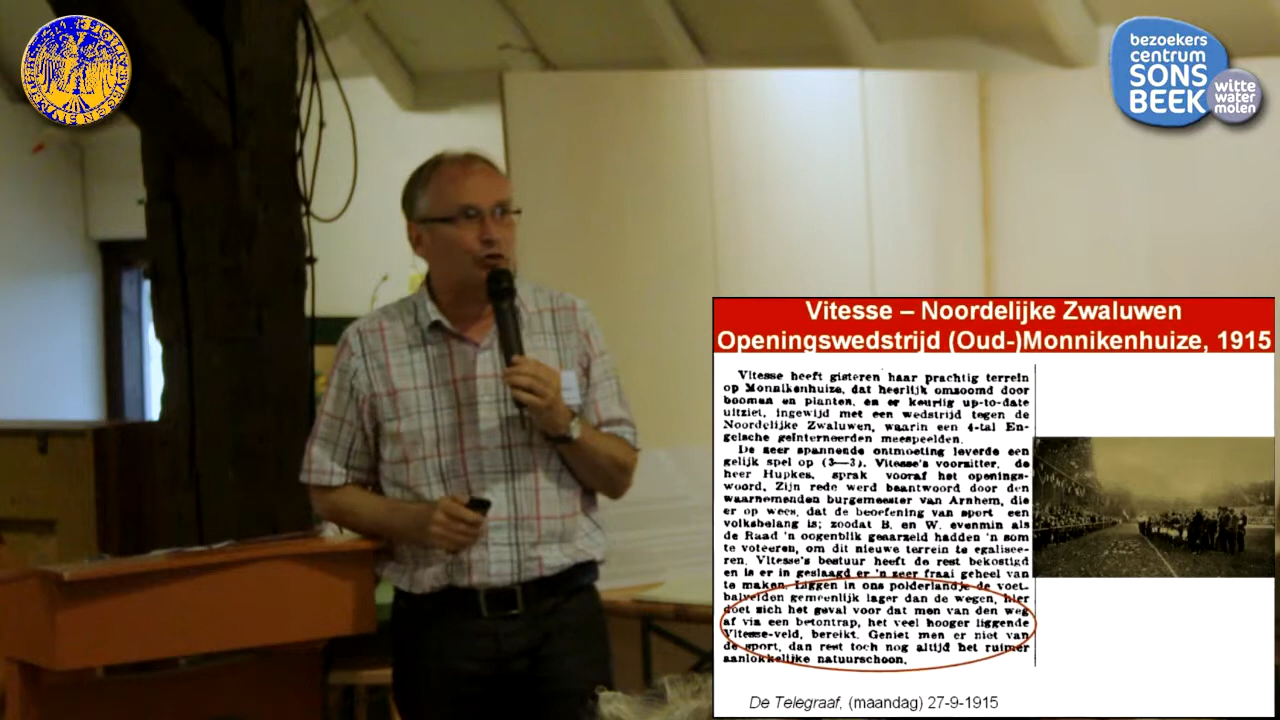 bezoekers
centrum
SONS
BEEK
witte
water
molen
Vitesse – Noordelijke Zwaluwen
Openingswedstrijd (Oud-)Monnikenhuize, 1915
Vitesse heeft gisteren haar prachtig terrein
op Monnikenhuize, dat heerlijk omzoomd door
boomen en planten, en er keurlig up-to-date
uitziet, ingewijd met een wedstrijd tegen de
Noordelijke Zwaluwen, waarin een 4-tal En-
gelsche geïnterneerden meespeelden.
De zeer spannende ontmoeting leverde een
gelijk spel op (3—3). Vitesse's voorzitter, de
heer Hupkes, sprak vooraf het openings-
woord. Zijn rede werd beantwoord door den
waarnemenden burgemeester van Arnhem, die
er op wees, dat de beoefening van sport een
volksbelang is; zoodat B. en W. evenmin als
de Raad 'n oogenblik geaarzeld hadden 'n som
te voteeren, om dit nieuwe terrein te egalisee-
ren. Vitesse's bestuur heeft de rest bekostigd
en is er in geslaagd er 'n zeer fraai geheel van
te maken. Liggen in ons polderlandje de voet-
balvelden gemeenlijk lager dan de wegen, hier
doet zich het geval voor dat men van den weg
af via een betontrap, het veel hooger liggende
Vitesse-veld, bereikt. Geniet men er niet van
de sport, dan rest toch nog altijd het ruimer
aanlokkelijke natuurschoon.
De Telegraaf, (maandag) 27-9-1915